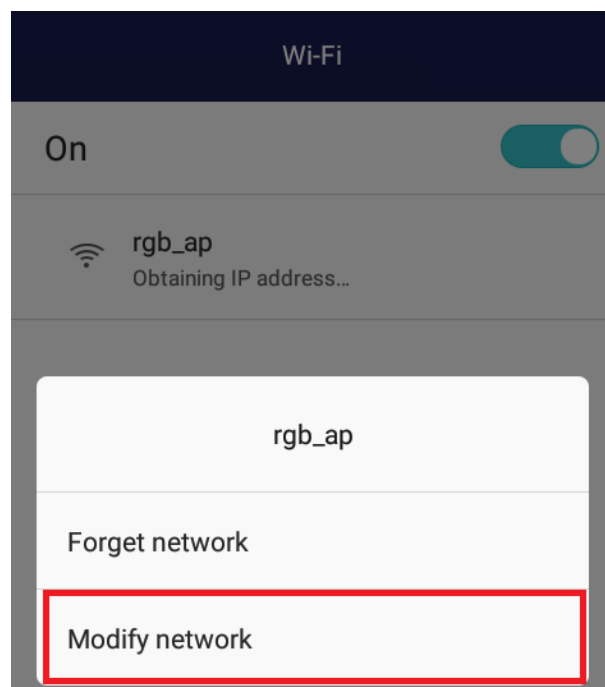 Wi-Fi
On
rgb_ap
Obtaining IP address...
rgb_ap
Forget network
Modify network